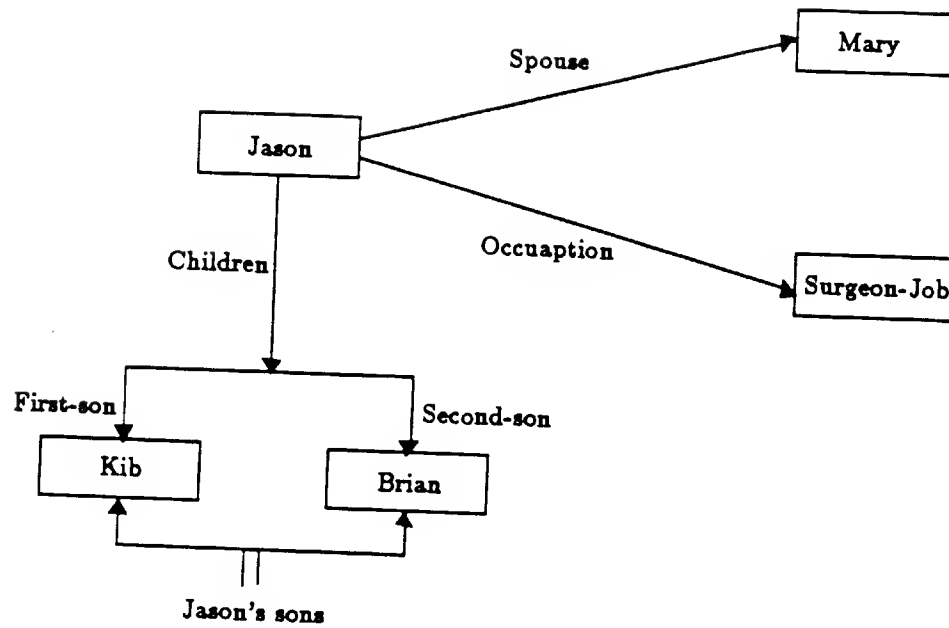 Mary
Spouse
Jason
Occuaption
Children
Surgeon-Job
First-son
Second-son
Kib
Brian
Jason's sons